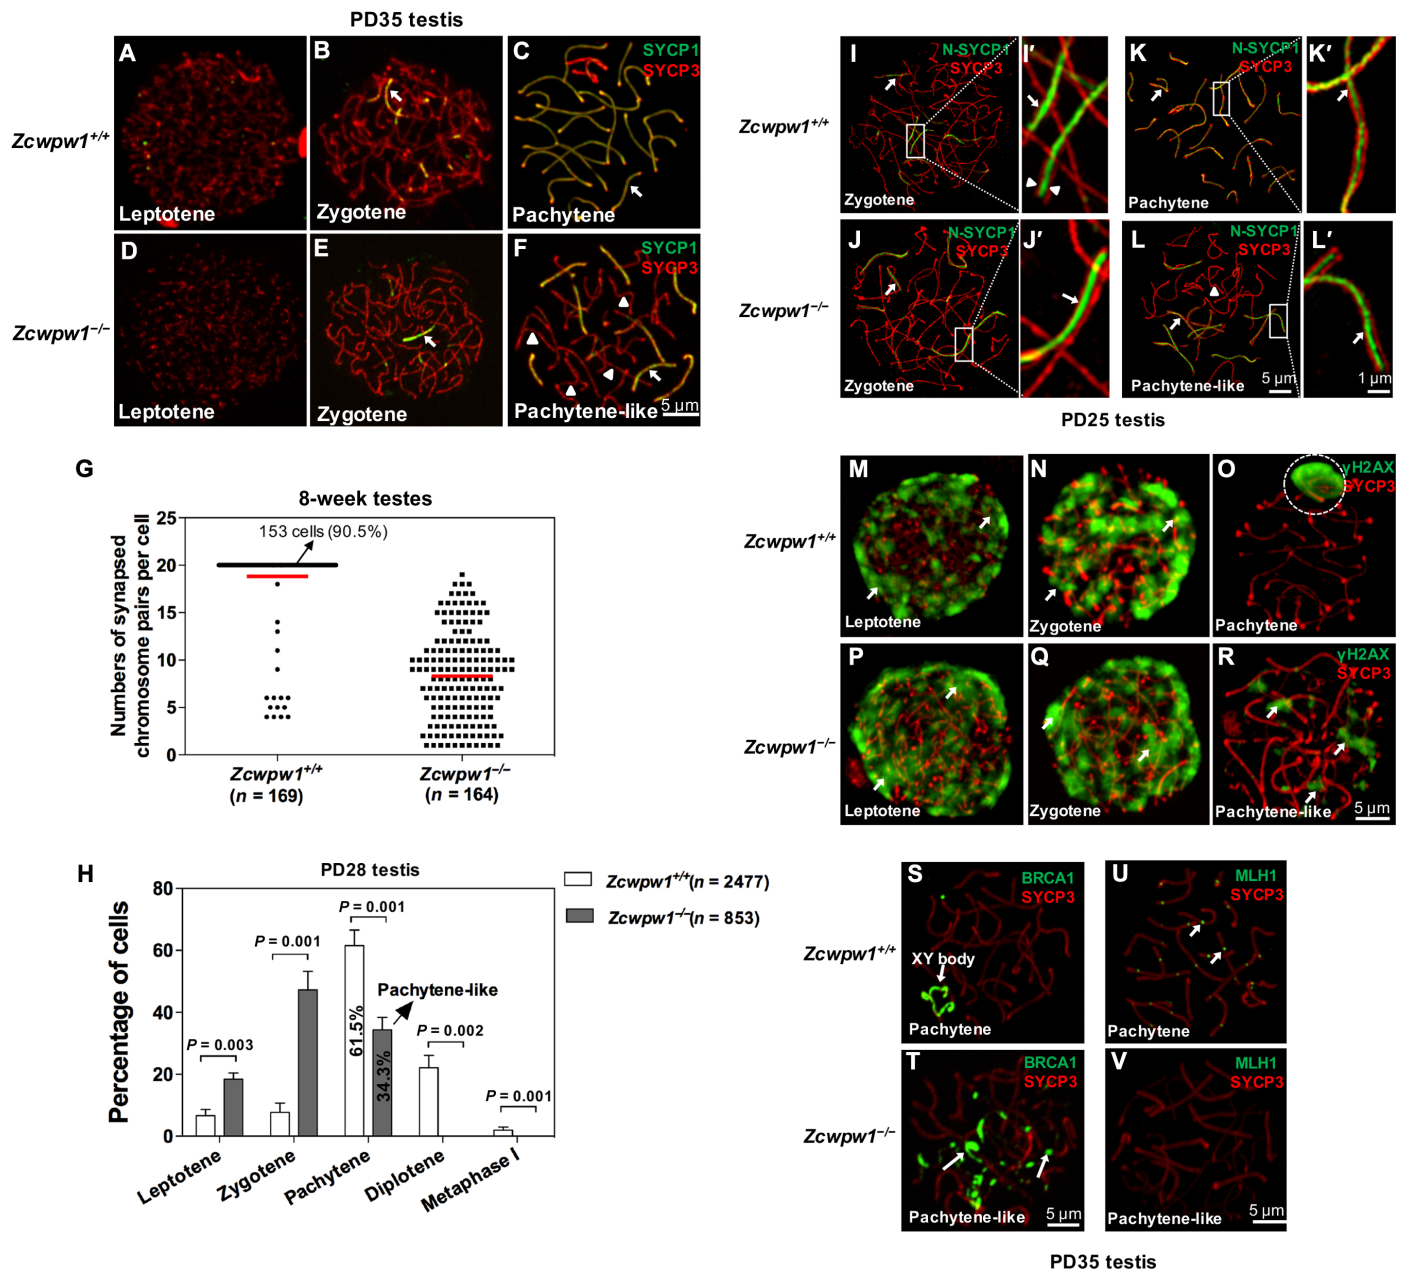 PD35 testis
A
B
C
SYCP1
SYCP3
Zcwpw1+/+
Leptotene
Zygotene
Pachytene
D
E
F
SYCP1
SYCP3
Zcwpw1−/−
Leptotene
Zygotene
Pachytene-like
5 µm
I
N-SYCP1
SYCP3
I′
K
N-SYCP1
SYCP3
K′
Zcwpw1+/+
Zygotene
Pachytene
J
N-SYCP1
SYCP3
J′
L
N-SYCP1
SYCP3
L′
Zcwpw1−/−
Zygotene
Pachytene-like
5 µm
1 µm
PD25 testis
G
8-week testes
Numbers of synapsed
chromosome pairs per cell
25
20
15
10
5
0
153 cells (90.5%)
Zcwpw1+/+
(n = 169)
Zcwpw1−/−
(n = 164)
M
N
O
γH2AX
SYCP3
Zcwpw1+/+
Leptotene
Zygotene
Pachytene
P
Q
R
γH2AX
SYCP3
Zcwpw1−/−
Leptotene
Zygotene
Pachytene-like
5 µm
H
PD28 testis
Zcwpw1+/+(n = 2477)
Zcwpw1−/−(n = 853)
Percentage of cells
80
60
40
20
0
P = 0.003
P = 0.001
P = 0.001
61.5%
34.3%
Pachytene-like
P = 0.002
P = 0.001
Leptotene
Zygotene
Pachytene
Diplotene
Metaphase I
S
BRCA1
SYCP3
U
MLH1
SYCP3
Zcwpw1+/+
XY body
Pachytene
Pachytene
T
BRCA1
SYCP3
V
MLH1
SYCP3
Zcwpw1−/−
Pachytene-like
5 µm
Pachytene-like
5 µm
PD35 testis